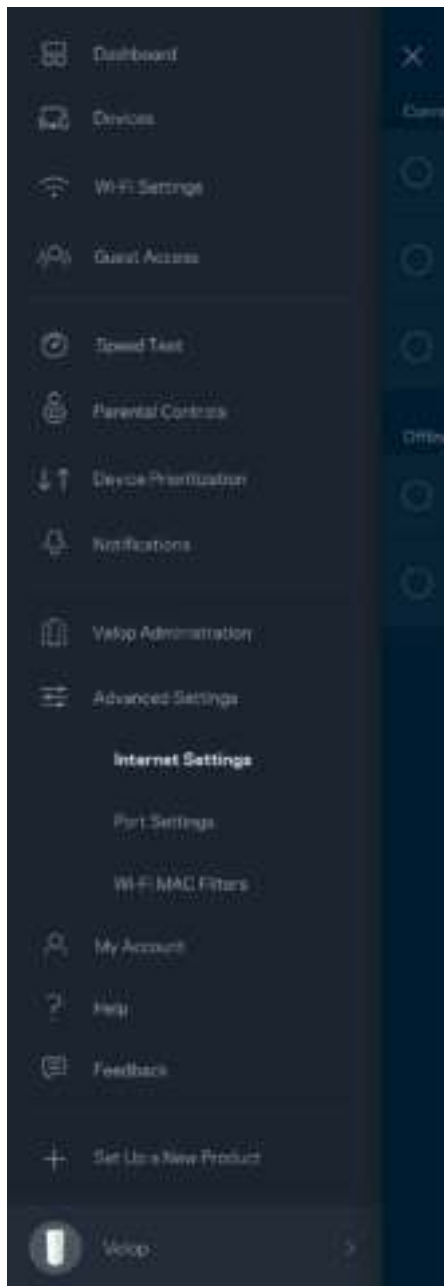 Dashboard
Devices
Wi-Fi Settings
Guest Access
Speed Test
Parental Controls
Device Prioritization
Notifications
Velop Administration
Advanced Settings
Internet Settings
Port Settings
Wi-Fi MAC Filters
My Account
Help
Feedback
Set Up a New Product
Velop